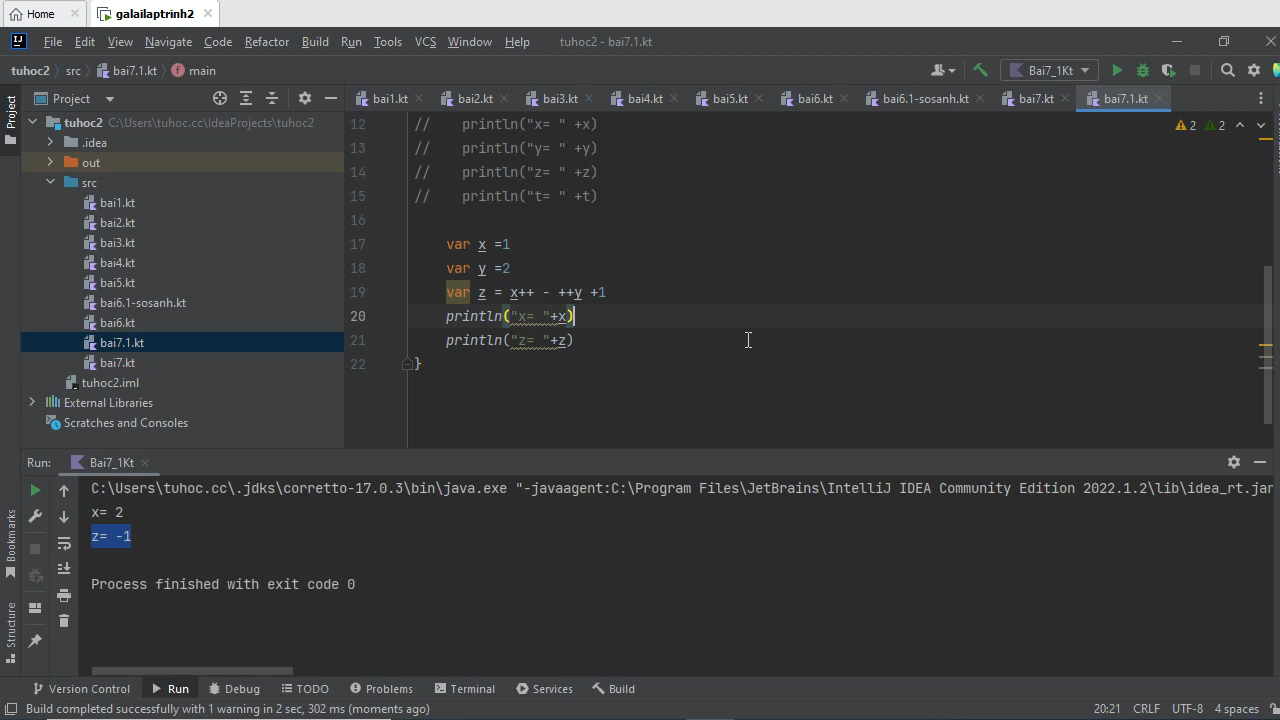 Home
galailaptrinh2
File Edit View Navigate Code Refactor Build Run Tools VCS Window Help tuhoc2 - bai7.1.kt
tuhoc2 src bai7.1.kt main Bai7_1Kt
Project bai1.kt bai2.kt bai3.kt bai4.kt bai5.kt bai6.kt bai6.1-sosanh.kt bai7.kt bai7.1.kt
Project
tuhoc2 C:\Users\tuhoc.cc\IdeaProjects\tuhoc2
.idea
out
src
bai1.kt
bai2.kt
bai3.kt
bai4.kt
bai5.kt
bai6.1-sosanh.kt
bai6.kt
bai7.1.kt
bai7.kt
tuhoc2.iml
External Libraries
Scratches and Consoles
2 2
12 // println("x= " +x)
13 // println("y= " +y)
14 // println("z= " +z)
15 // println("t= " +t)
16
17 var x =1
18 var y =2
19 var z = x++ - ++y +1
20 println("x= "+x)
21 println("z= "+z)
22 }
Run: Bai7_1Kt
C:\Users\tuhoc.cc\.jdks\corretto-17.0.3\bin\java.exe "-javaagent:C:\Program Files\JetBrains\IntelliJ IDEA Community Edition 2022.1.2\lib\idea_rt.jar
x= 2
z= -1
Process finished with exit code 0
Bookmarks
Structure
Version Control Run Debug TODO Problems Terminal Services Build
Build completed successfully with 1 warning in 2 sec, 302 ms (moments ago) 20:21 CRLF UTF-8 4 spaces